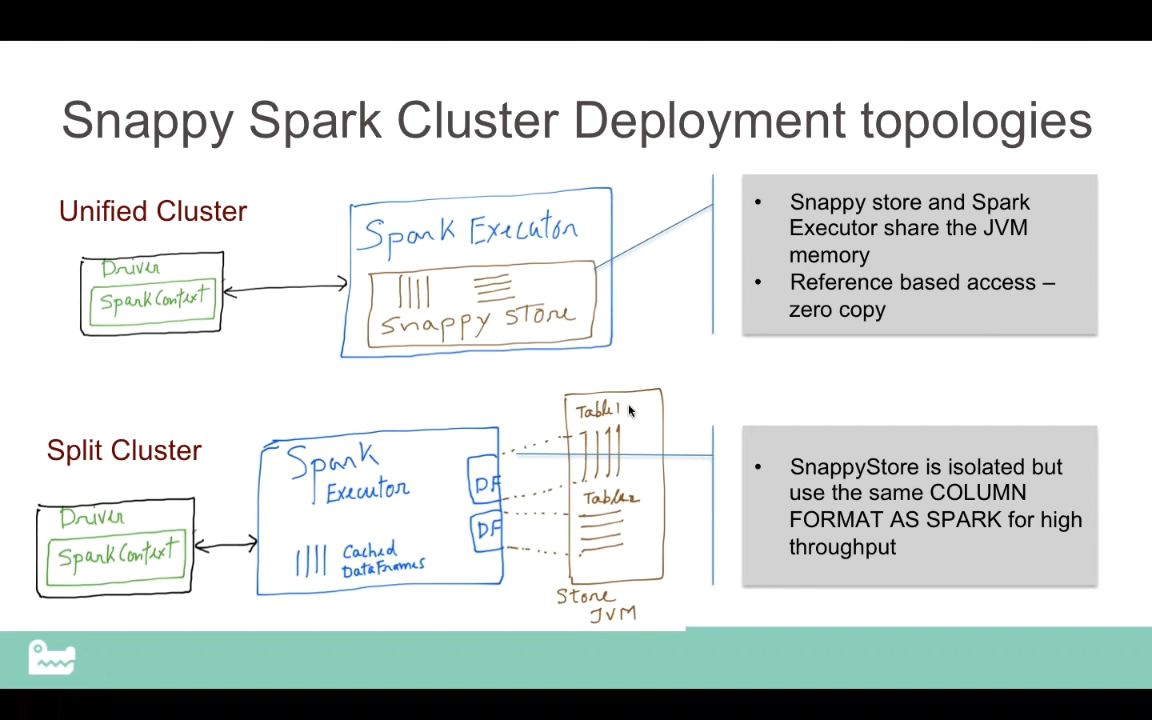 Snappy Spark Cluster Deployment topologies
Unified Cluster
Driver
SparkContext
Spark Executor
Snappy Store
• Snappy store and Spark
Executor share the JVM
memory
• Reference based access –
zero copy
Split Cluster
Driver
SparkContext
Spark
Executor
Cached
DataFrames
DF
DF
Table1
Table2
Store
JVM
• SnappyStore is isolated but
use the same COLUMN
FORMAT AS SPARK for high
throughput